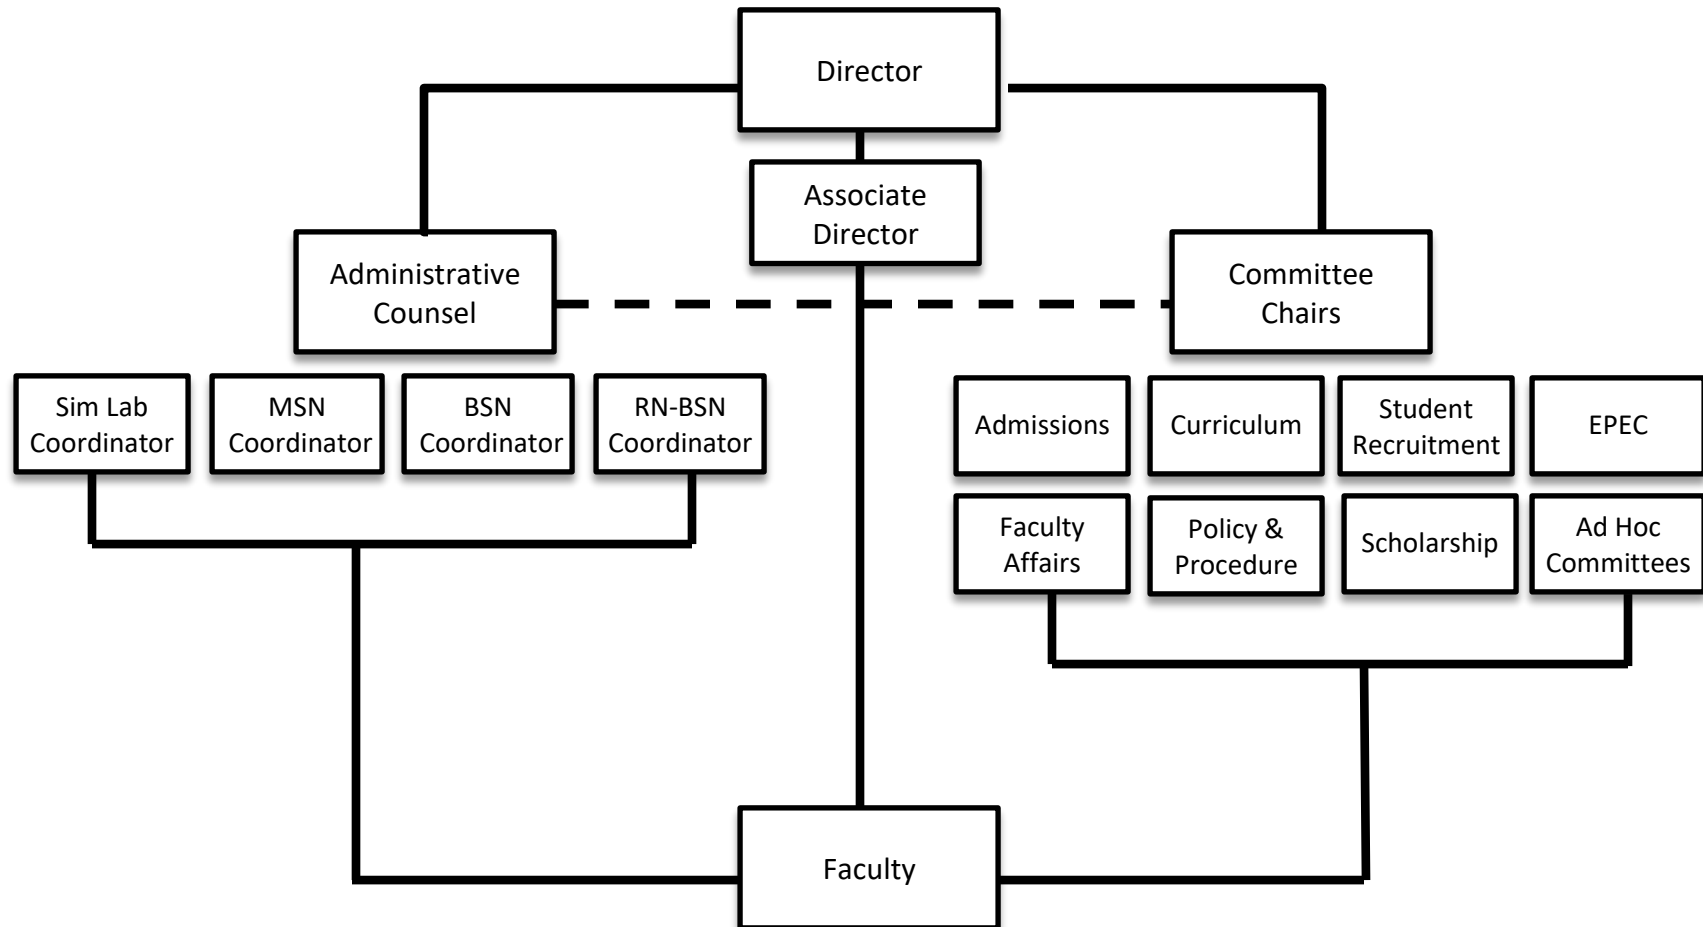 Director
Associate
Director
Administrative
Counsel
Committee
Chairs
Sim Lab
Coordinator
MSN
Coordinator
BSN
Coordinator
RN-BSN
Coordinator
Admissions
Curriculum
Student
Recruitment
EPEC
Faculty
Affairs
Policy &
Procedure
Scholarship
Ad Hoc
Committees
Faculty